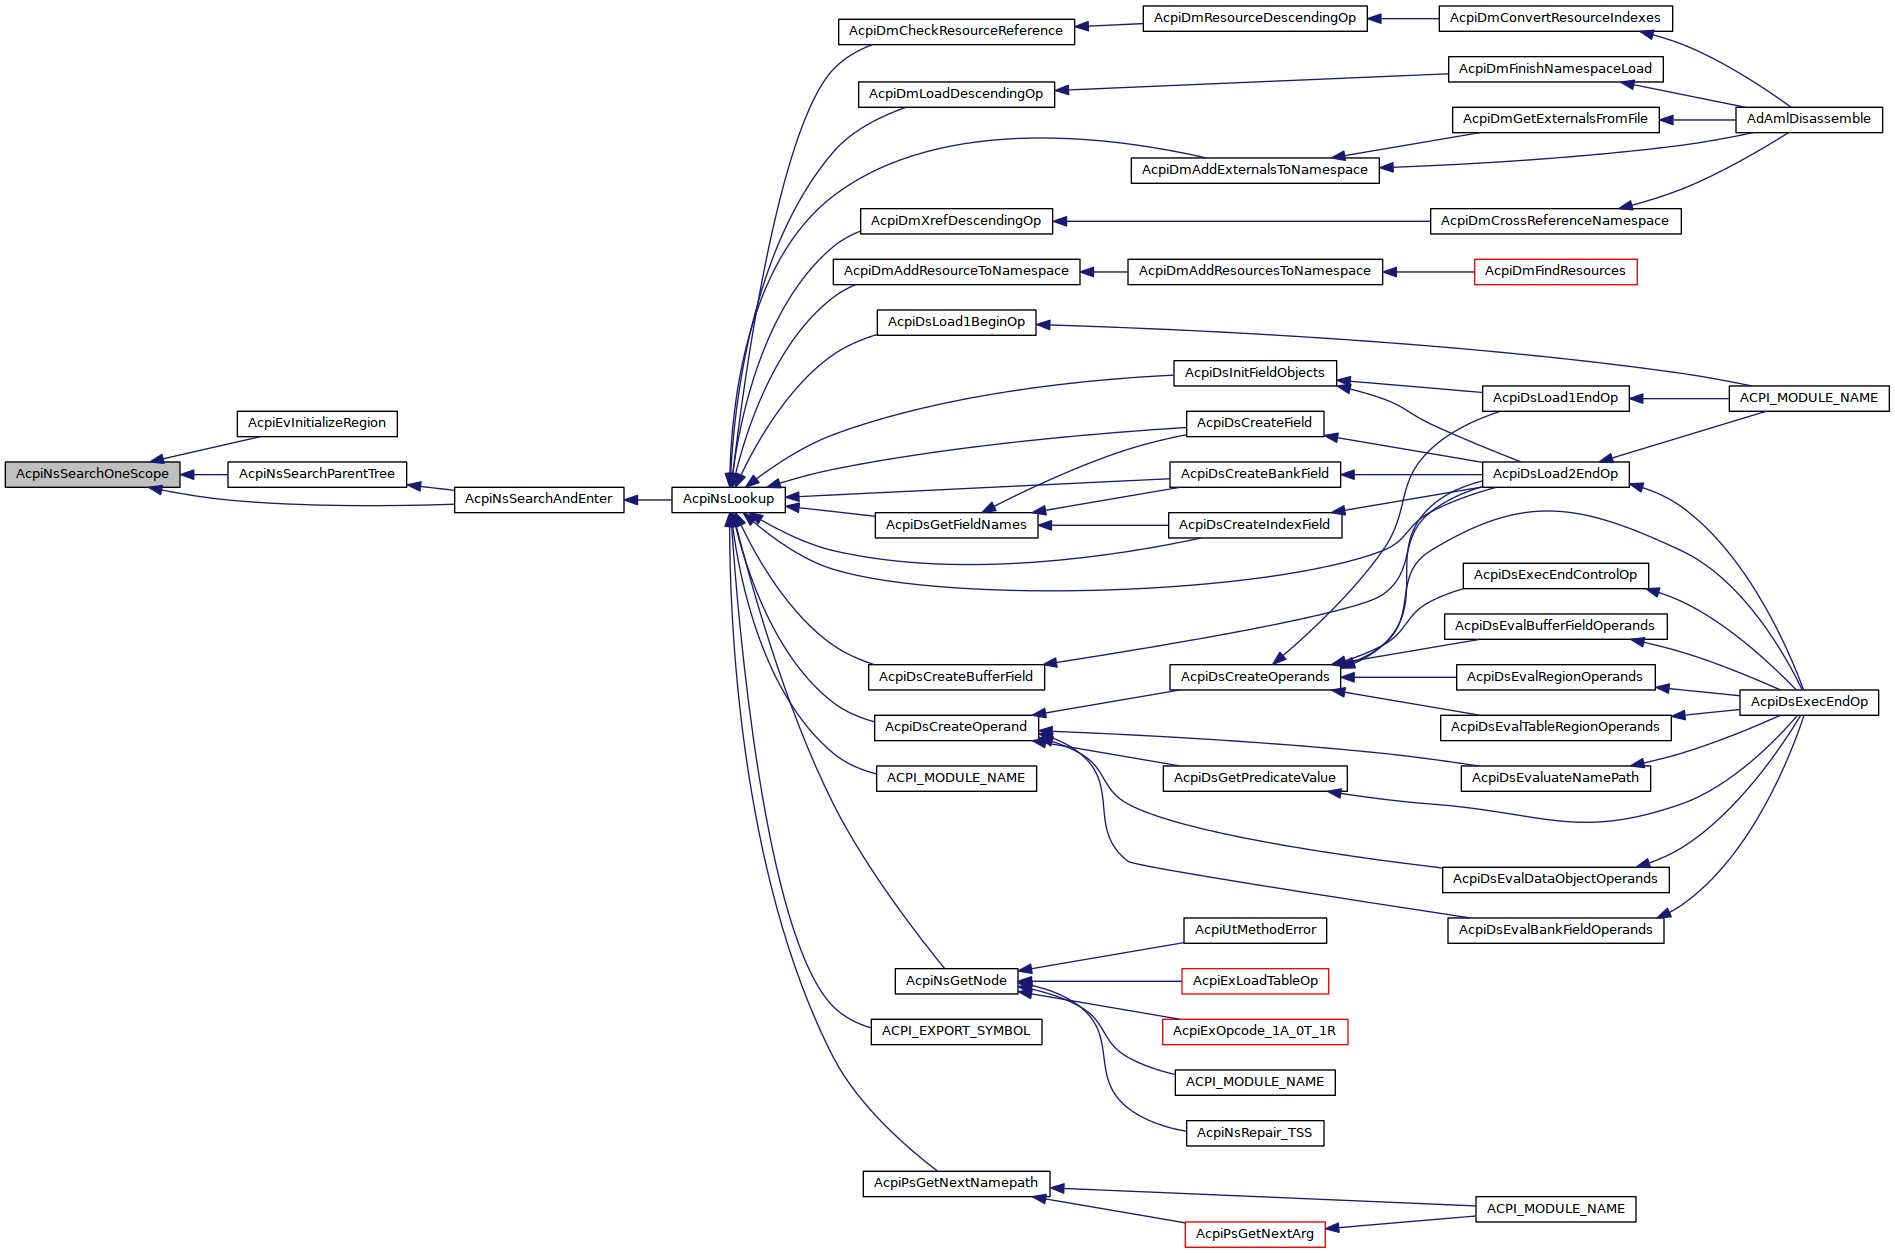 AcpiDmCheckResourceReference
AcpiDmResourceDescendingOp
AcpiDmConvertResourceIndexes
AcpiDmLoadDescendingOp
AcpiDmFinishNamespaceLoad
AcpiDmGetExternalsFromFile
AdAmlDisassemble
AcpiDmAddExternalsToNamespace
AcpiDmXrefDescendingOp
AcpiDmCrossReferenceNamespace
AcpiDmAddResourceToNamespace
AcpiDmAddResourcesToNamespace
AcpiDmFindResources
AcpiDsLoad1BeginOp
AcpiDsInitFieldObjects
AcpiDsLoad1EndOp
ACPI_MODULE_NAME
AcpiEvInitializeRegion
AcpiDsCreateField
AcpiNsSearchOneScope
AcpiNsSearchParentTree
AcpiDsCreateBankField
AcpiDsLoad2EndOp
AcpiNsSearchAndEnter
AcpiNsLookup
AcpiDsGetFieldNames
AcpiDsCreateIndexField
AcpiDsExecEndControlOp
AcpiDsEvalBufferFieldOperands
AcpiDsCreateBufferField
AcpiDsCreateOperands
AcpiDsEvalRegionOperands
AcpiDsExecEndOp
AcpiDsCreateOperand
AcpiDsEvalTableRegionOperands
ACPI_MODULE_NAME
AcpiDsGetPredicateValue
AcpiDsEvaluateNamePath
AcpiDsEvalDataObjectOperands
AcpiUtMethodError
AcpiDsEvalBankFieldOperands
AcpiNsGetNode
AcpiExLoadTableOp
ACPI_EXPORT_SYMBOL
AcpiExOpcode_1A_0T_1R
ACPI_MODULE_NAME
AcpiNsRepair_TSS
AcpiPsGetNextNamepath
ACPI_MODULE_NAME
AcpiPsGetNextArg